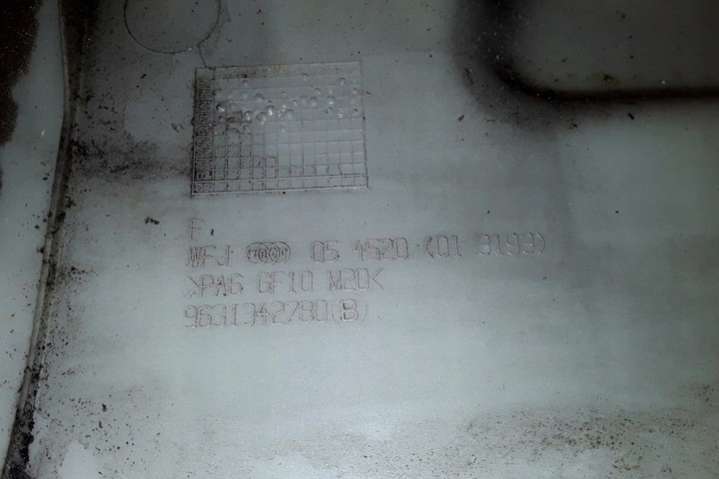 F
WFJ 05 4520 (01 3193)
>PA6 GF10 M20<
9631342780(B)